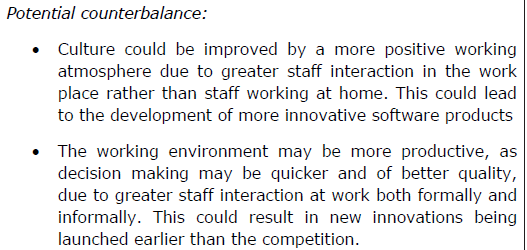 Potential counterbalance:
• Culture could be improved by a more positive working
atmosphere due to greater staff interaction in the work
place rather than staff working at home. This could lead
to the development of more innovative software products
• The working environment may be more productive, as
decision making may be quicker and of better quality,
due to greater staff interaction at work both formally and
informally. This could result in new innovations being
launched earlier than the competition.